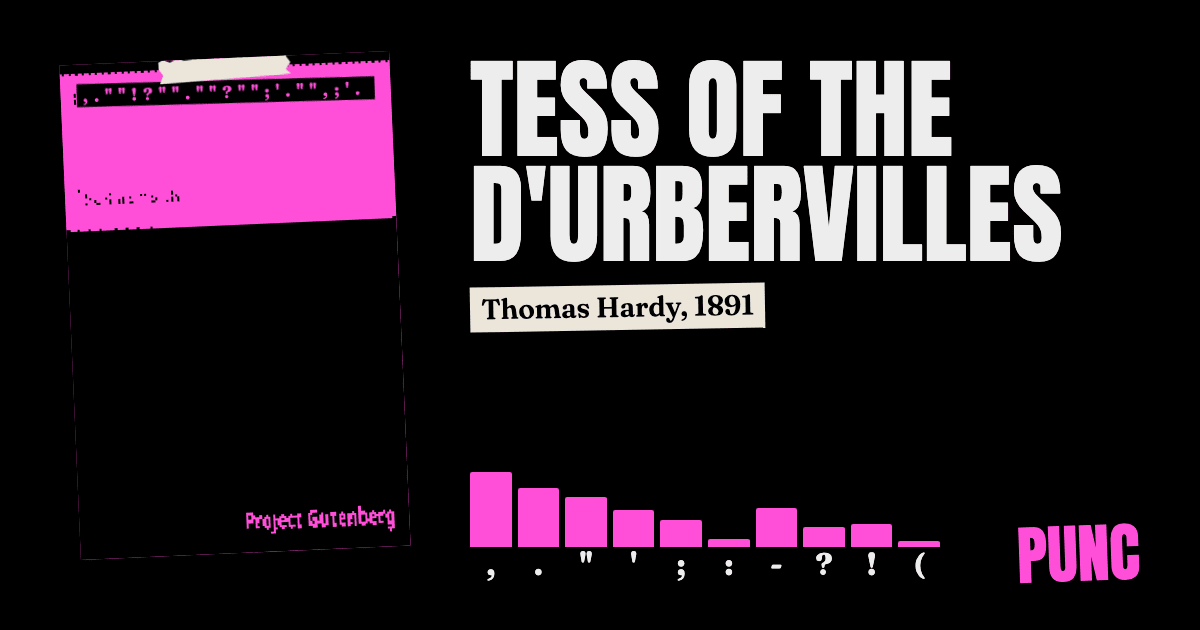 ,.""!?"".""?"";'."",;'.
Project Gutenberg
TESS OF THE
D'URBERVILLES
Thomas Hardy, 1891
, . " ' ; : - ? ! (
PUNC